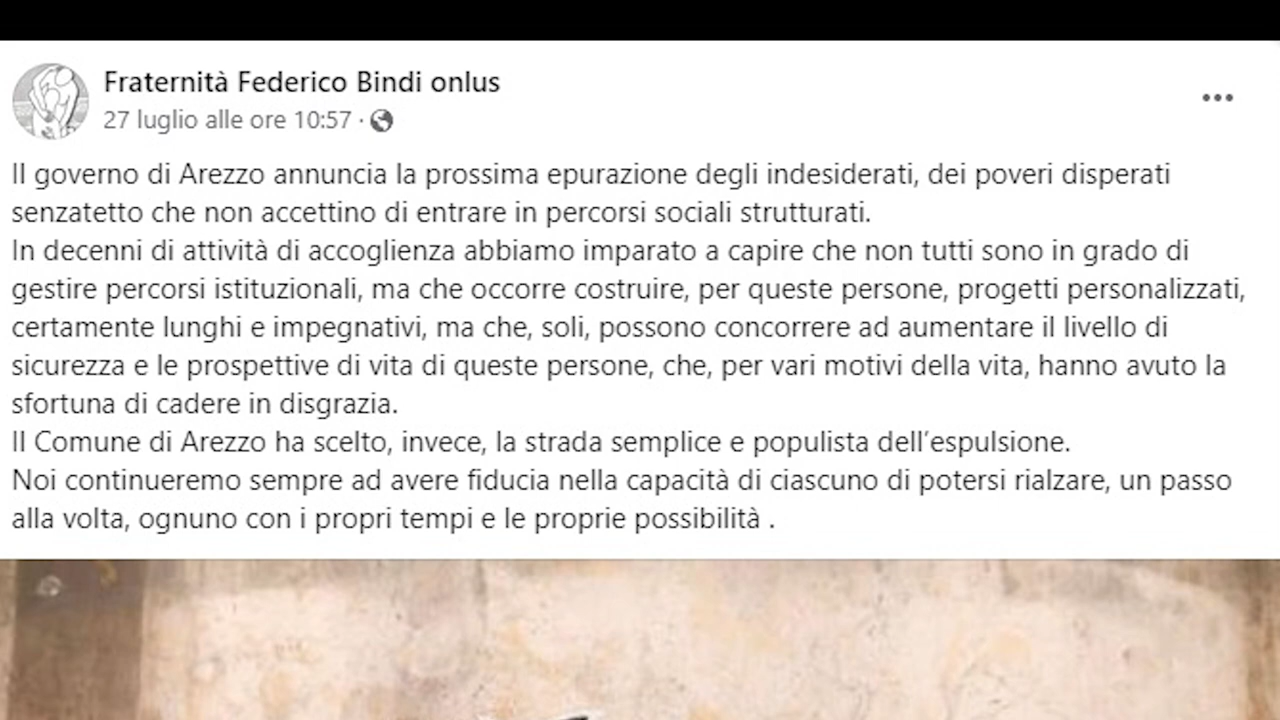 Fraternità Federico Bindi onlus
27 luglio alle ore 10:57 ·
Il governo di Arezzo annuncia la prossima epurazione degli indesiderati, dei poveri disperati
senzatetto che non accettino di entrare in percorsi sociali strutturati.
In decenni di attività di accoglienza abbiamo imparato a capire che non tutti sono in grado di
gestire percorsi istituzionali, ma che occorre costruire, per queste persone, progetti personalizzati,
certamente lunghi e impegnativi, ma che, soli, possono concorrere ad aumentare il livello di
sicurezza e le prospettive di vita di queste persone, che, per vari motivi della vita, hanno avuto la
sfortuna di cadere in disgrazia.
Il Comune di Arezzo ha scelto, invece, la strada semplice e populista dell'espulsione.
Noi continueremo sempre ad avere fiducia nella capacità di ciascuno di potersi rialzare, un passo
alla volta, ognuno con i propri tempi e le proprie possibilità .